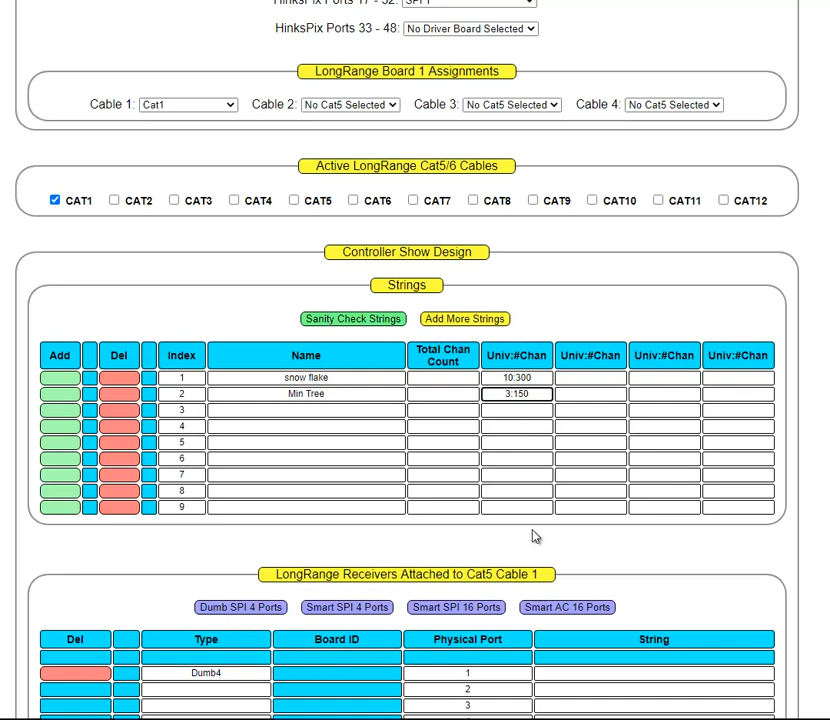 HinksPix Ports 17 - 32: SPI 1
HinksPix Ports 33 - 48: No Driver Board Selected
LongRange Board 1 Assignments
Cable 1: Cat1 Cable 2: No Cat5 Selected Cable 3: No Cat5 Selected Cable 4: No Cat5 Selected
Active LongRange Cat5/6 Cables
CAT1 CAT2 CAT3 CAT4 CAT5 CAT6 CAT7 CAT8 CAT9 CAT10 CAT11 CAT12
Controller Show Design
Strings
Sanity Check Strings Add More Strings
Add Del Index Name Total Chan Count Univ:#Chan Univ:#Chan Univ:#Chan Univ:#Chan
1 snow flake 10:300
2 Min Tree 3:150
3
4
5
6
7
8
9
LongRange Receivers Attached to Cat5 Cable 1
Dumb SPI 4 Ports Smart SPI 4 Ports Smart SPI 16 Ports Smart AC 16 Ports
Del Type Board ID Physical Port String
Dumb4 1
2
3